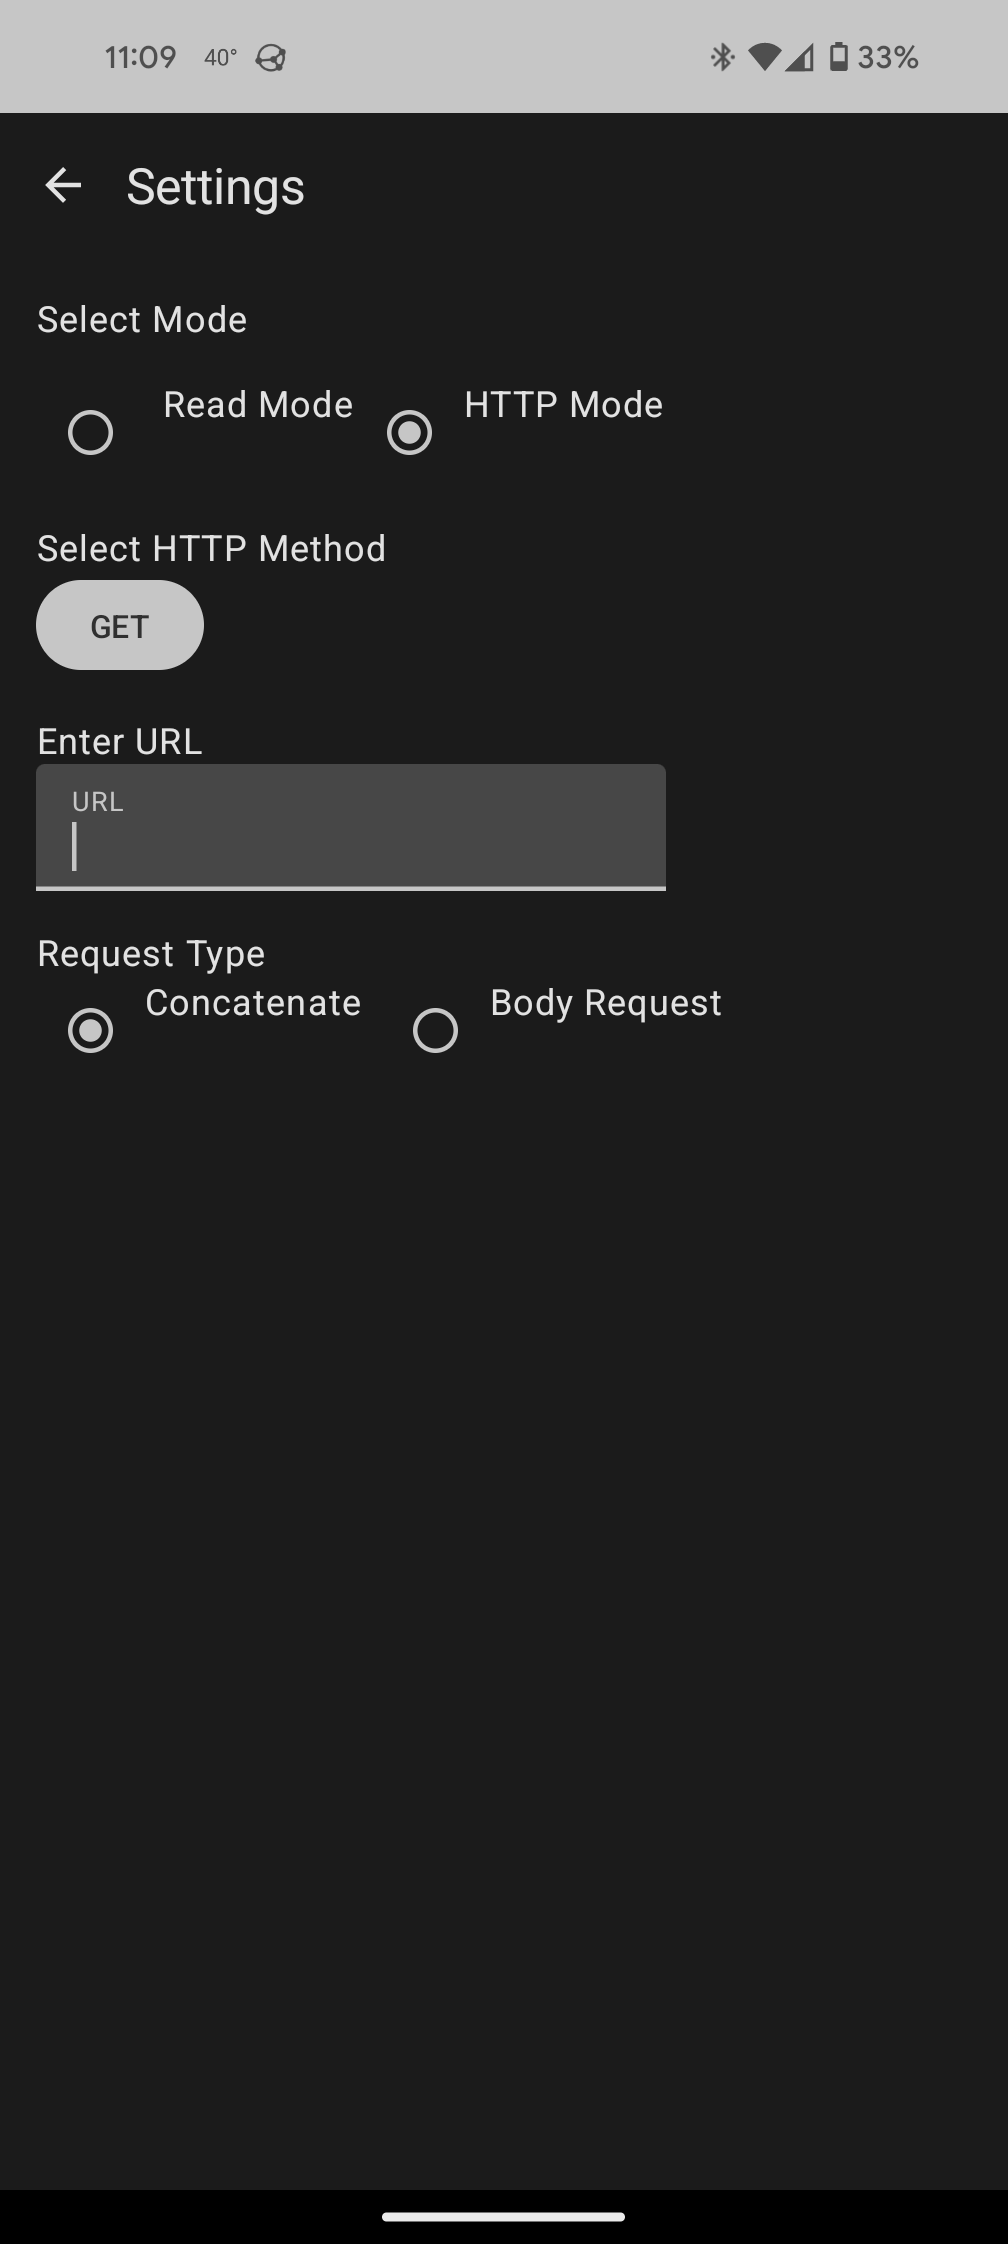 11:09 40° 33%
Settings
Select Mode
Read Mode HTTP Mode
Select HTTP Method
GET
Enter URL
URL
Request Type
Concatenate Body Request